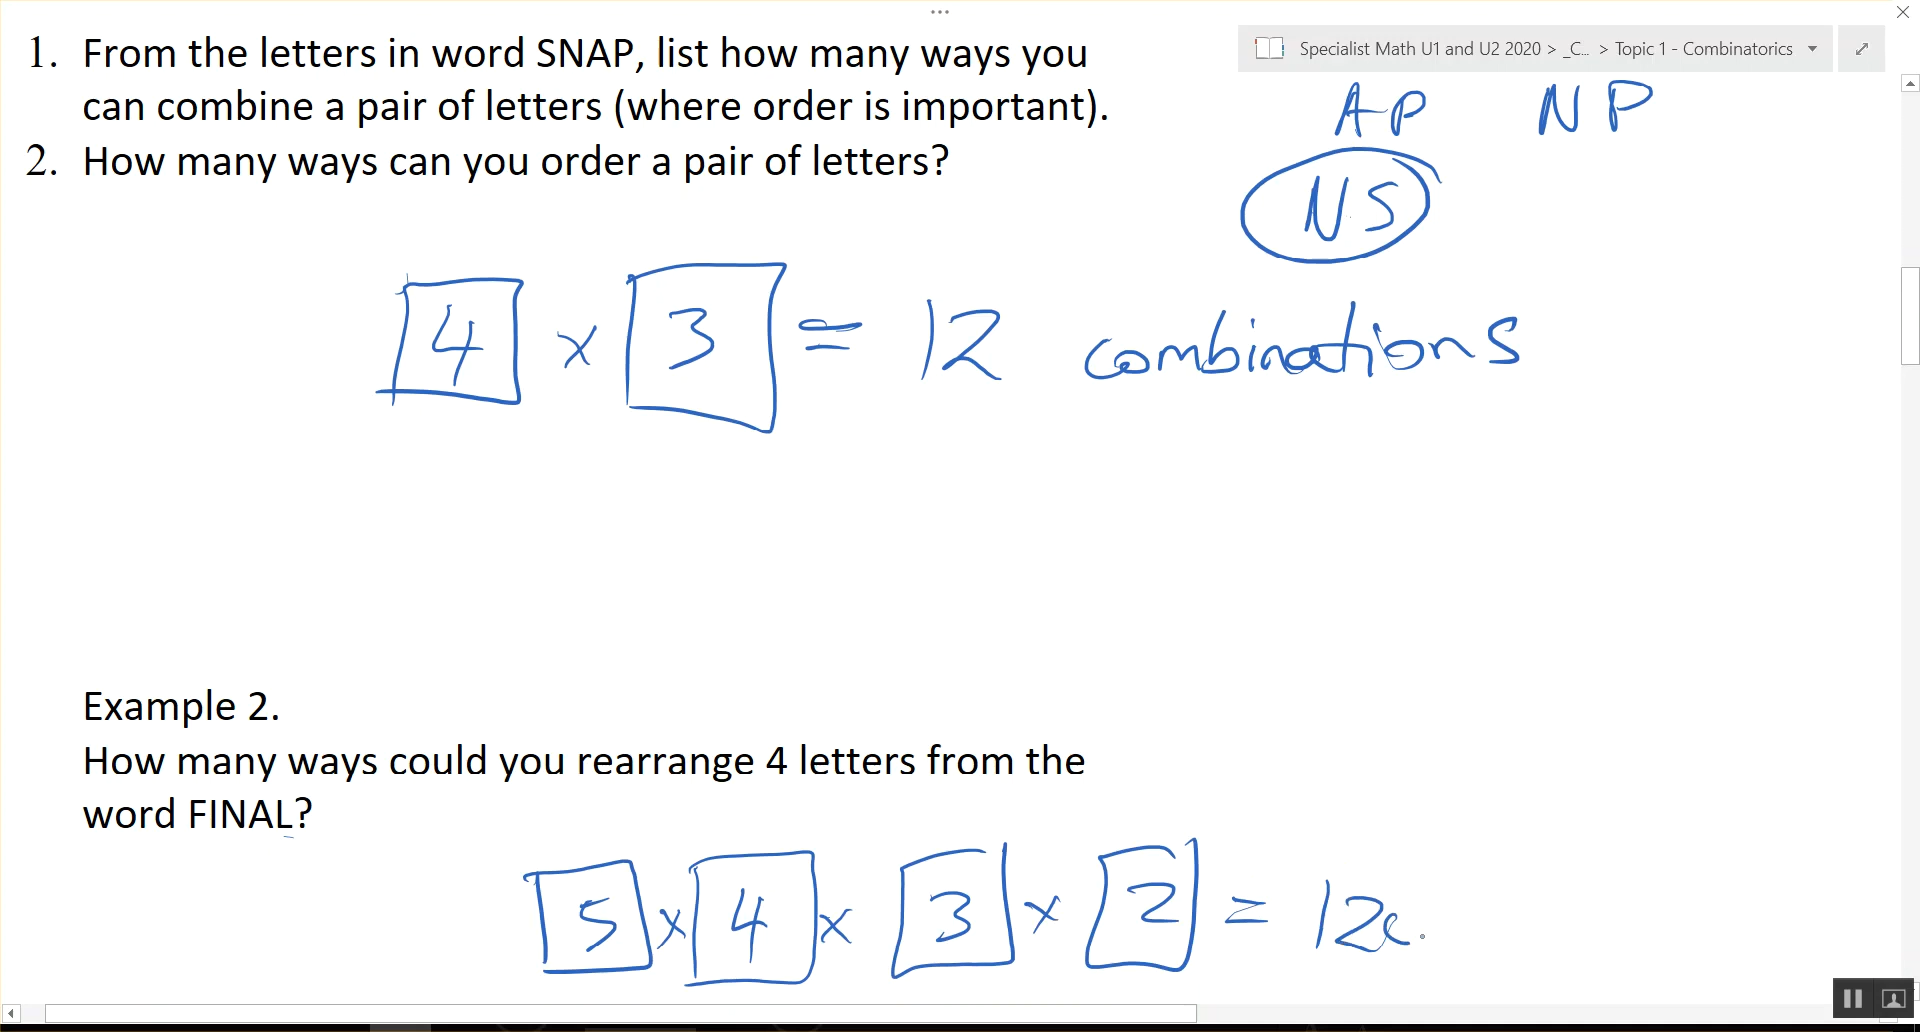 1. From the letters in word SNAP, list how many ways you
can combine a pair of letters (where order is important).
2. How many ways can you order a pair of letters?
Specialist Math U1 and U2 2020 > _C... > Topic 1 - Combinatorics
AP NP
NS
4 x 3 = 12 combinations
Example 2.
How many ways could you rearrange 4 letters from the
word FINAL?
5 x 4 x 3 x 2 = 12